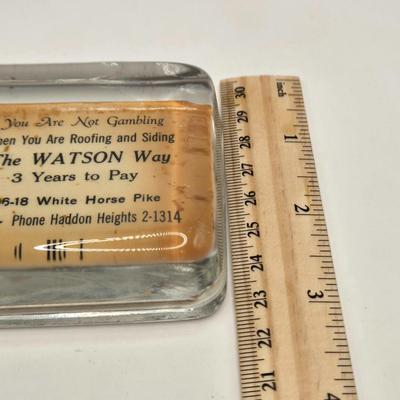 You Are Not Gambling
hen You Are Roofing and Siding
The WATSON Way
3 Years to Pay
6-18 White Horse Pike
Phone Haddon Heights 2-1314
30
29
28
27
26
25
24
23
22
21
inch
1
2
3
4